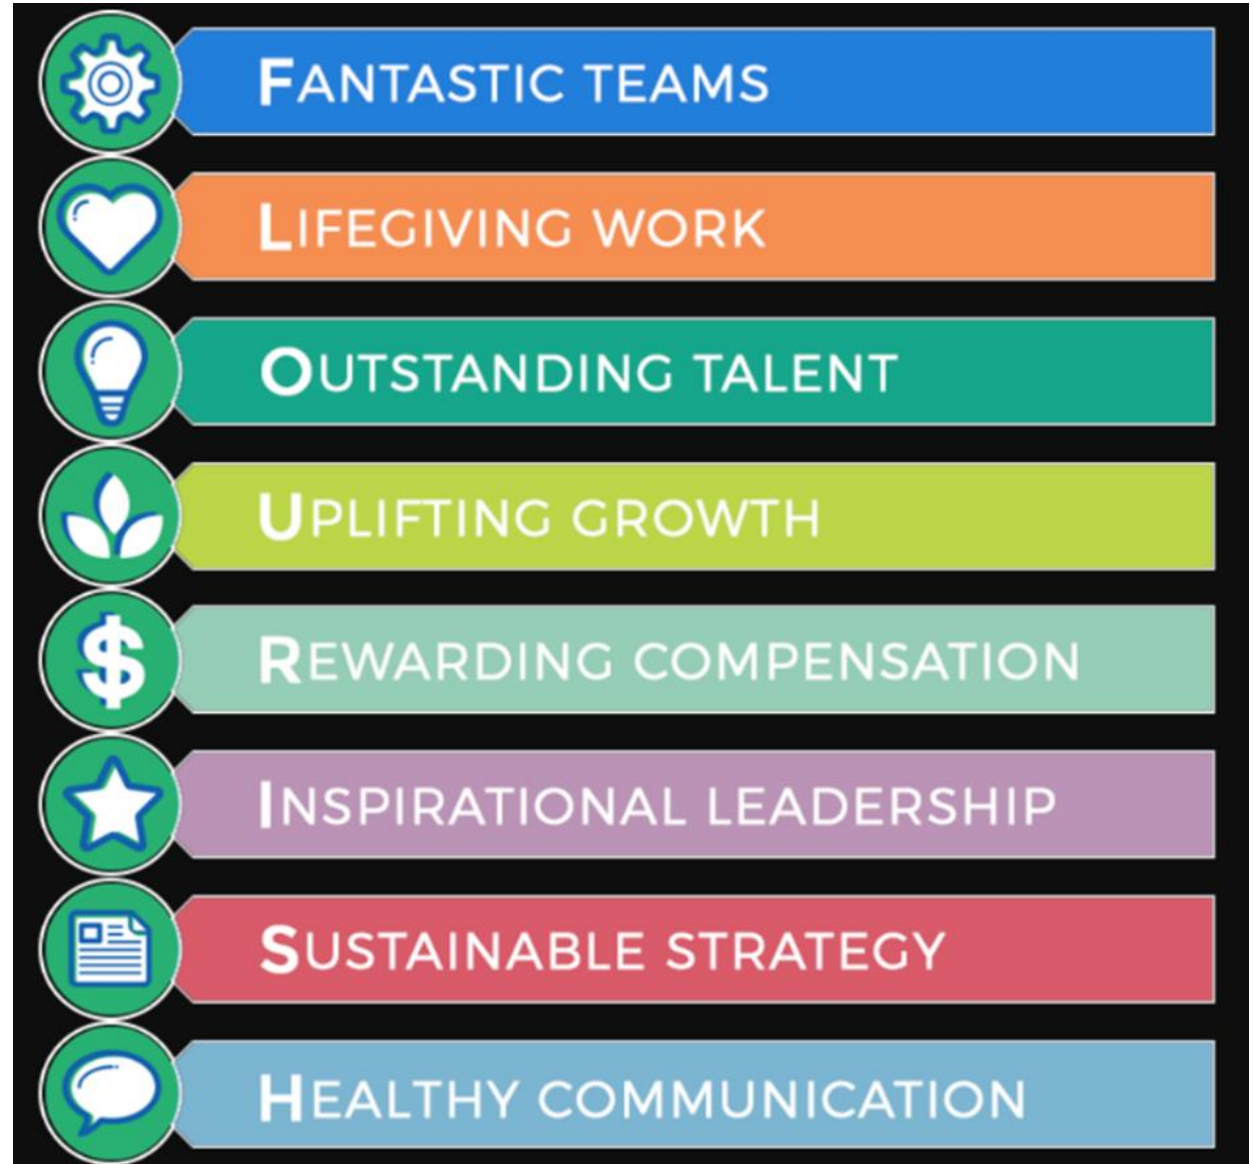 FANTASTIC TEAMS
LIFEGIVING WORK
OUTSTANDING TALENT
UPLIFTING GROWTH
$ REWARDING COMPENSATION
INSPIRATIONAL LEADERSHIP
SUSTAINABLE STRATEGY
HEALTHY COMMUNICATION